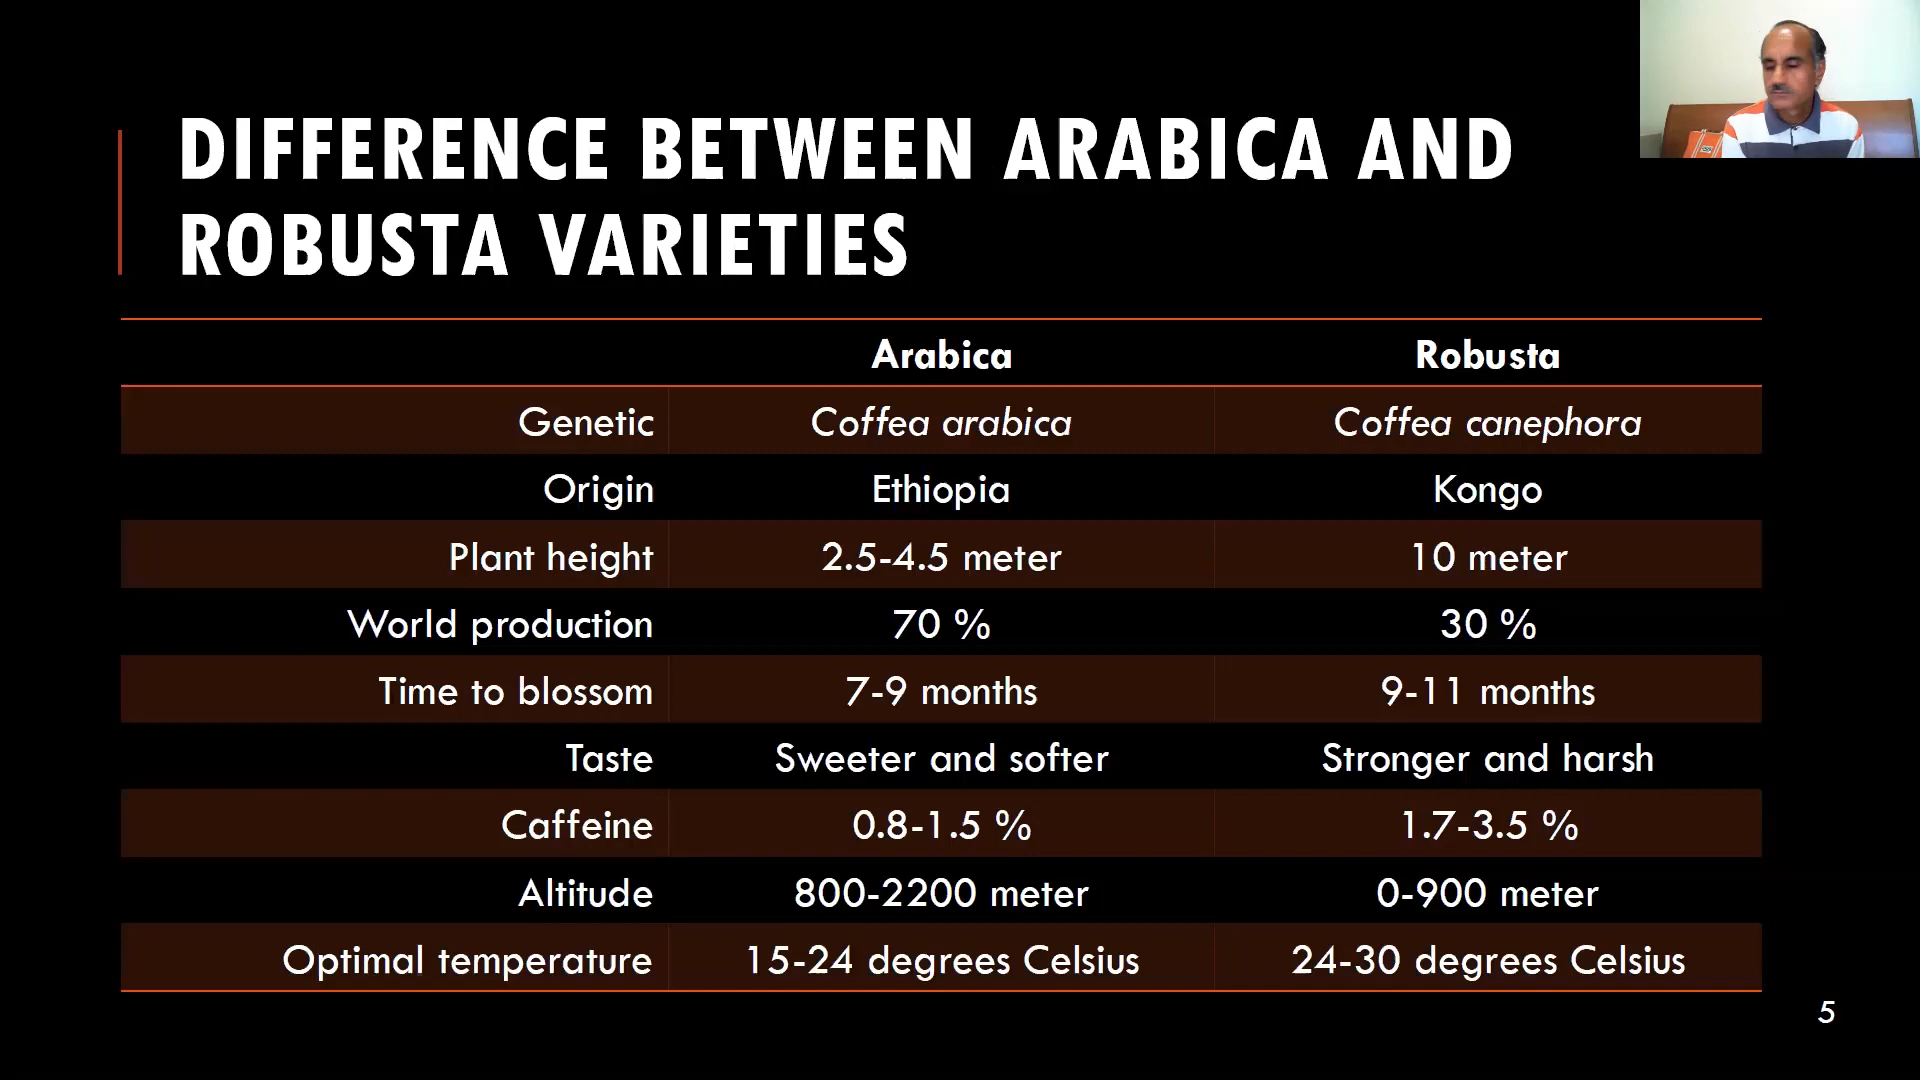 DIFFERENCE BETWEEN ARABICA AND
ROBUSTA VARIETIES
Arabica Robusta
Genetic Coffea arabica Coffea canephora
Origin Ethiopia Kongo
Plant height 2.5-4.5 meter 10 meter
World production 70 % 30 %
Time to blossom 7-9 months 9-11 months
Taste Sweeter and softer Stronger and harsh
Caffeine 0.8-1.5 % 1.7-3.5 %
Altitude 800-2200 meter 0-900 meter
Optimal temperature 15-24 degrees Celsius 24-30 degrees Celsius
5